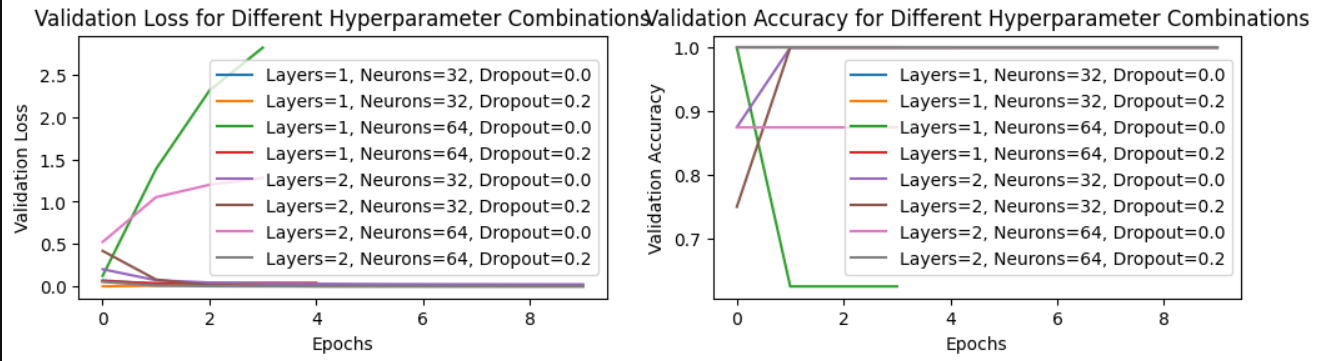 Validation Loss for Different Hyperparameter Combinations
2.5
2.0
1.5
1.0
0.5
0.0
Validation Loss
Layers=1, Neurons=32, Dropout=0.0
Layers=1, Neurons=32, Dropout=0.2
Layers=1, Neurons=64, Dropout=0.0
Layers=1, Neurons=64, Dropout=0.2
Layers=2, Neurons=32, Dropout=0.0
Layers=2, Neurons=32, Dropout=0.2
Layers=2, Neurons=64, Dropout=0.0
Layers=2, Neurons=64, Dropout=0.2
0 2 4 6 8
Epochs
Validation Accuracy for Different Hyperparameter Combinations
1.0
0.9
0.8
0.7
Validation Accuracy
Layers=1, Neurons=32, Dropout=0.0
Layers=1, Neurons=32, Dropout=0.2
Layers=1, Neurons=64, Dropout=0.0
Layers=1, Neurons=64, Dropout=0.2
Layers=2, Neurons=32, Dropout=0.0
Layers=2, Neurons=32, Dropout=0.2
Layers=2, Neurons=64, Dropout=0.0
Layers=2, Neurons=64, Dropout=0.2
0 2 4 6 8
Epochs